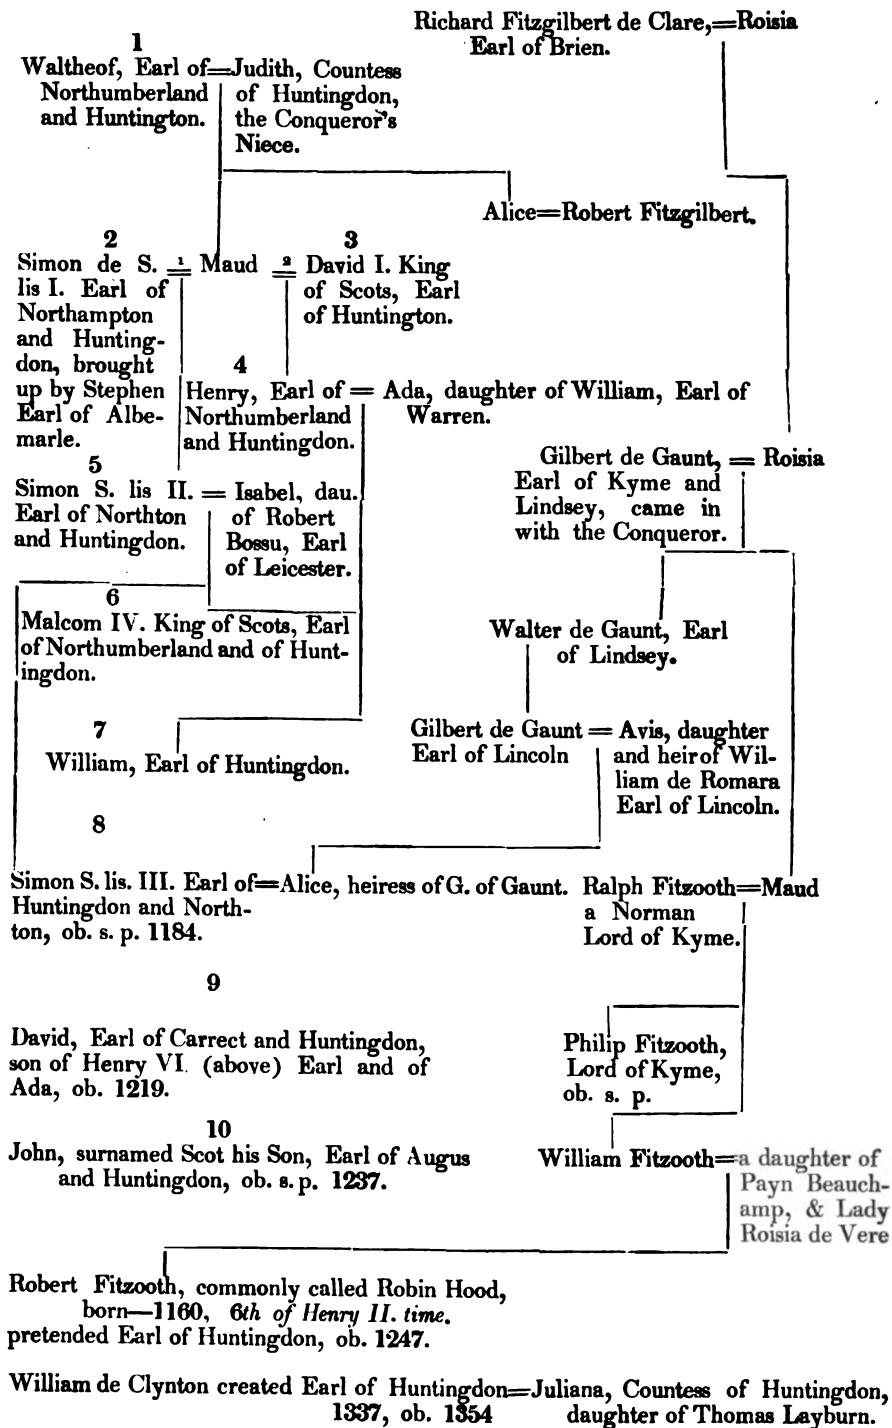 Richard Fitzgilbert de Clare,=Roisia
Earl of Brien.
1
Waltheof, Earl of=Judith, Countess
Northumberland of Huntingdon,
and Huntington. the Conqueror's
Niece.
Alice=Robert Fitzgilbert.
2 3
Simon de S. 1= Maud 2= David I. King
lis I. Earl of of Scots, Earl
Northampton of Huntington.
and Hunting-
don, brought 4
up by Stephen Henry, Earl of = Ada, daughter of William, Earl of
Earl of Albe- Northumberland Warren.
marle. and Huntingdon.
5 Gilbert de Gaunt, = Roisia
Simon S. lis II. = Isabel, dau. Earl of Kyme and
Earl of Northton of Robert Lindsey, came in
and Huntingdon. Bossu, Earl with the Conqueror.
of Leicester.
6
Malcom IV. King of Scots, Earl Walter de Gaunt, Earl
of Northumberland and of Hunt- of Lindsey.
ingdon.
7 Gilbert de Gaunt = Avis, daughter
William, Earl of Huntingdon. Earl of Lincoln and heir of Wil-
liam de Romara
Earl of Lincoln.
8
Simon S. lis. III. Earl of=Alice, heiress of G. of Gaunt. Ralph Fitzooth=Maud
Huntingdon and North- a Norman
ton, ob. s. p. 1184. Lord of Kyme.
9
David, Earl of Carrect and Huntingdon, Philip Fitzooth,
son of Henry VI. (above) Earl and of Lord of Kyme,
Ada, ob. 1219. ob. s. p.
10
John, surnamed Scot his Son, Earl of Augus William Fitzooth=a daughter of
and Huntingdon, ob. s. p. 1237. Payn Beauch-
amp, & Lady
Roisia de Vere
Robert Fitzooth, commonly called Robin Hood,
born—1160, 6th of Henry II. time.
pretended Earl of Huntingdon, ob. 1247.
William de Clynton created Earl of Huntingdon=Juliana, Countess of Huntingdon,
1337, ob. 1354 daughter of Thomas Layburn.